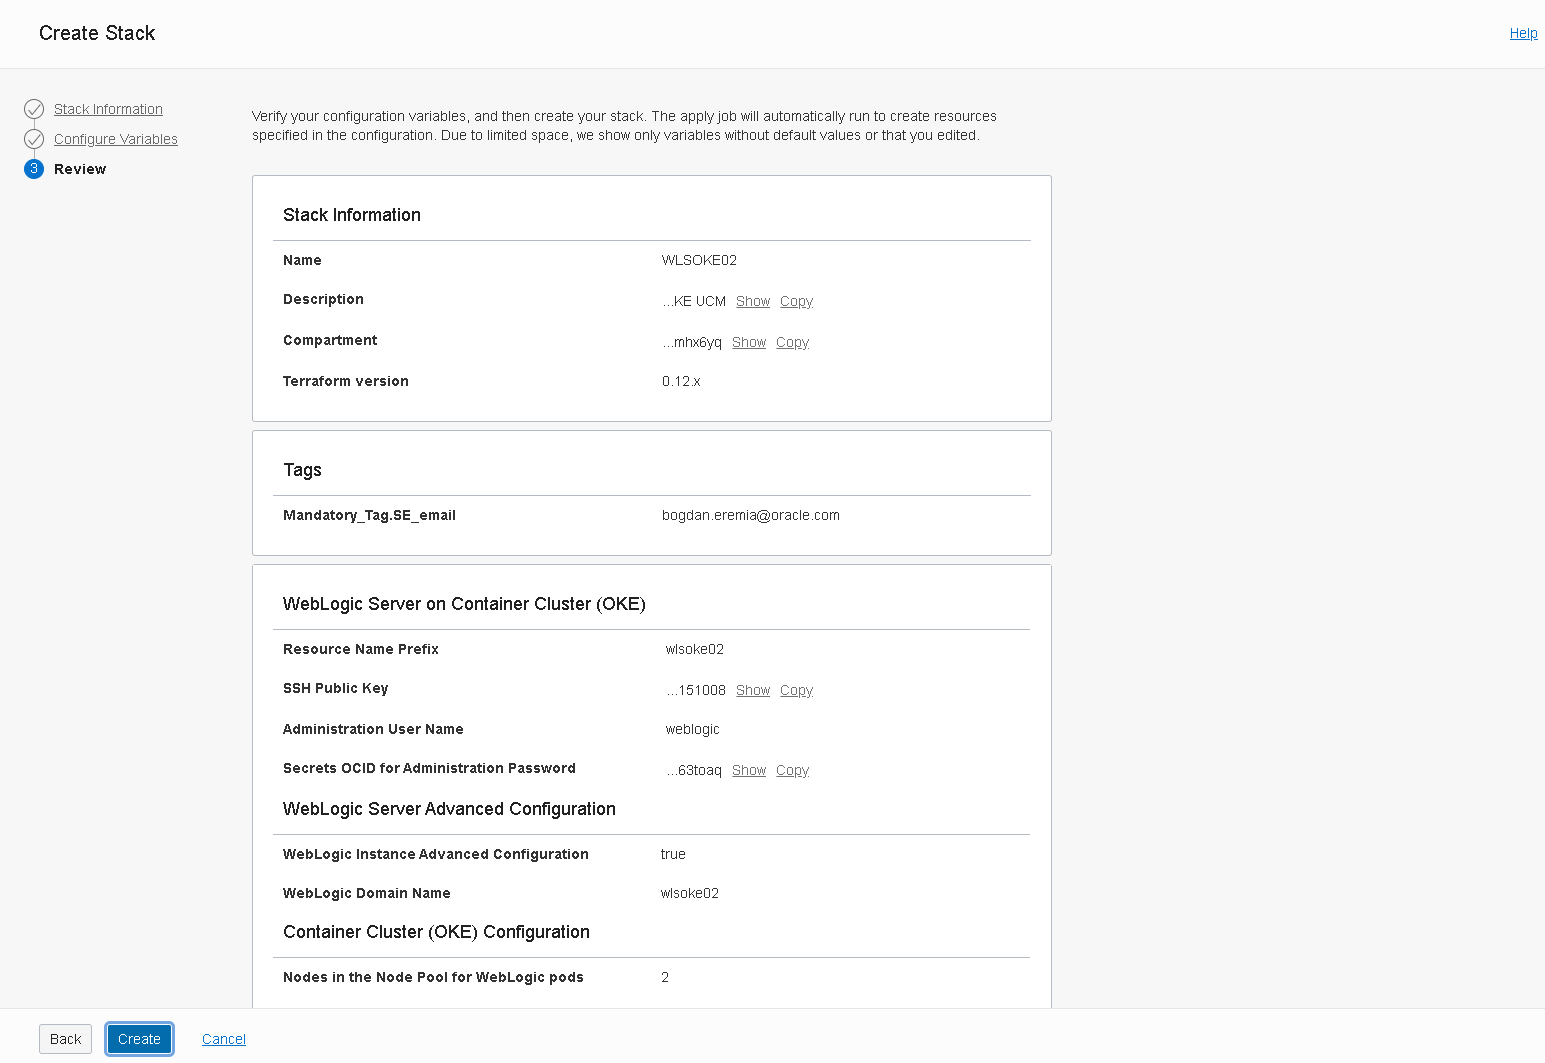 Create Stack
Help
Stack Information
Configure Variables
3 Review
Verify your configuration variables, and then create your stack. The apply job will automatically run to create resources
specified in the configuration. Due to limited space, we show only variables without default values or that you edited.
Stack Information
Name WLSOKE02
Description ...KE UCM Show Copy
Compartment ...mhx6yq Show Copy
Terraform version 0.12.x
Tags
Mandatory_Tag.SE_email bogdan.eremia@oracle.com
WebLogic Server on Container Cluster (OKE)
Resource Name Prefix wlsoke02
SSH Public Key ...151008 Show Copy
Administration User Name weblogic
Secrets OCID for Administration Password ...63toaq Show Copy
WebLogic Server Advanced Configuration
WebLogic Instance Advanced Configuration true
WebLogic Domain Name wlsoke02
Container Cluster (OKE) Configuration
Nodes in the Node Pool for WebLogic pods 2
Back Create Cancel